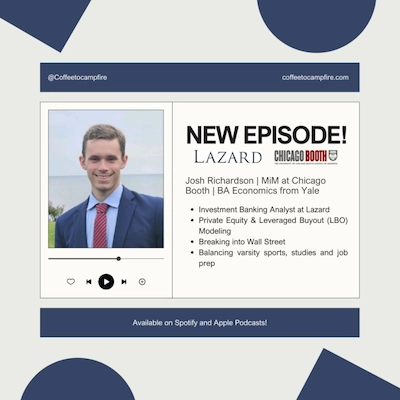 @Coffeetocampfire
coffeetocampfire.com
NEW EPISODE!
LAZARD
CHICAGO BOOTH
Josh Richardson | MiM at Chicago
Booth | BA Economics from Yale
Investment Banking Analyst at Lazard
Private Equity & Leveraged Buyout (LBO)
Modeling
Breaking into Wall Street
Balancing varsity sports, studies and job
prep
Available on Spotify and Apple Podcasts!